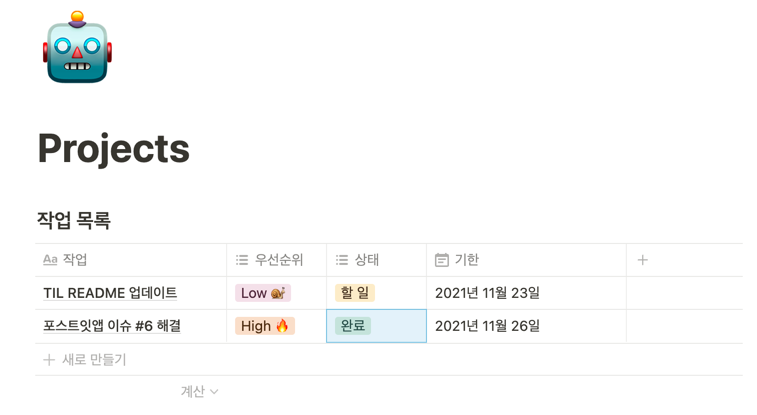 Projects
작업 목록
Aa 작업 우선순위 상태 기한 +
TIL README 업데이트 Low 🐌 할 일 2021년 11월 23일
포스트잇앱 이슈 #6 해결 High 🔥 완료 2021년 11월 26일
+ 새로 만들기
계산